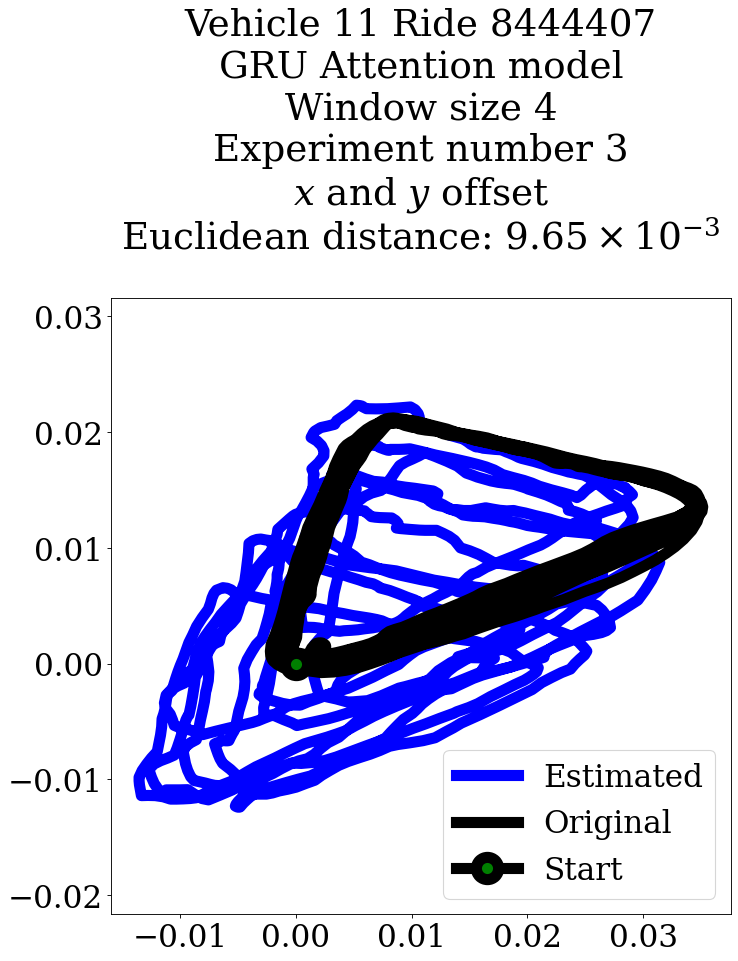 Vehicle 11 Ride 8444407
GRU Attention model
Window size 4
Experiment number 3
x and y offset
Euclidean distance: 9.65 × 10⁻³
0.03
0.02
0.01
0.00
−0.01
−0.02
Estimated
Original
Start
−0.01 0.00 0.01 0.02 0.03